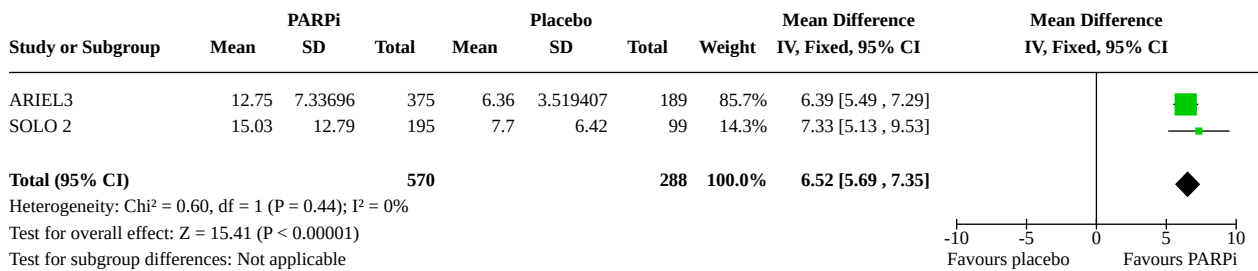 PARPi Placebo Mean Difference Mean Difference
Study or Subgroup Mean SD Total Mean SD Total Weight IV, Fixed, 95% CI IV, Fixed, 95% CI
ARIEL3 12.75 7.33696 375 6.36 3.519407 189 85.7% 6.39 [5.49 , 7.29]
SOLO 2 15.03 12.79 195 7.7 6.42 99 14.3% 7.33 [5.13 , 9.53]
Total (95% CI) 570 288 100.0% 6.52 [5.69 , 7.35]
Heterogeneity: Chi² = 0.60, df = 1 (P = 0.44); I² = 0%
Test for overall effect: Z = 15.41 (P < 0.00001)
Test for subgroup differences: Not applicable
-10 -5 0 5 10
Favours placebo Favours PARPi